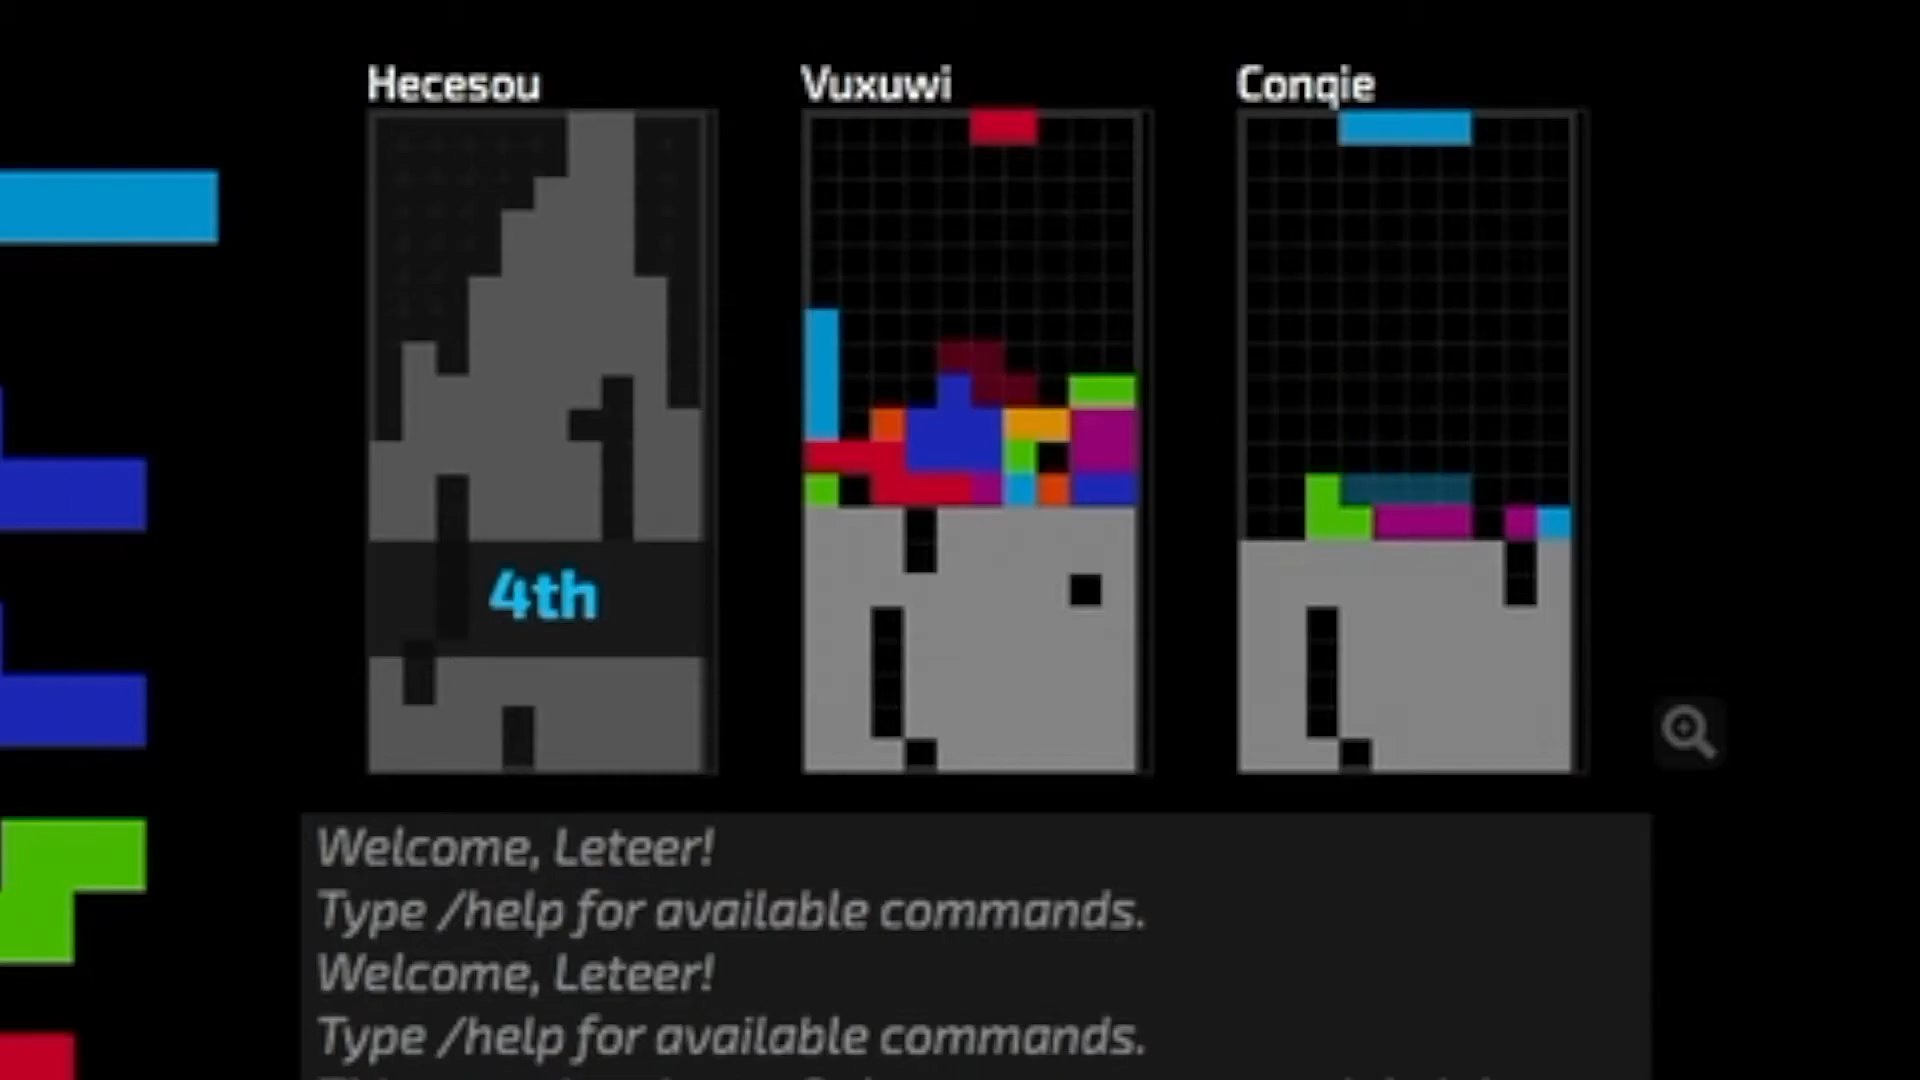 Hecesou
Vuxuwi
Conqie
4th
Welcome, Leteer!
Type /help for available commands.
Welcome, Leteer!
Type /help for available commands.